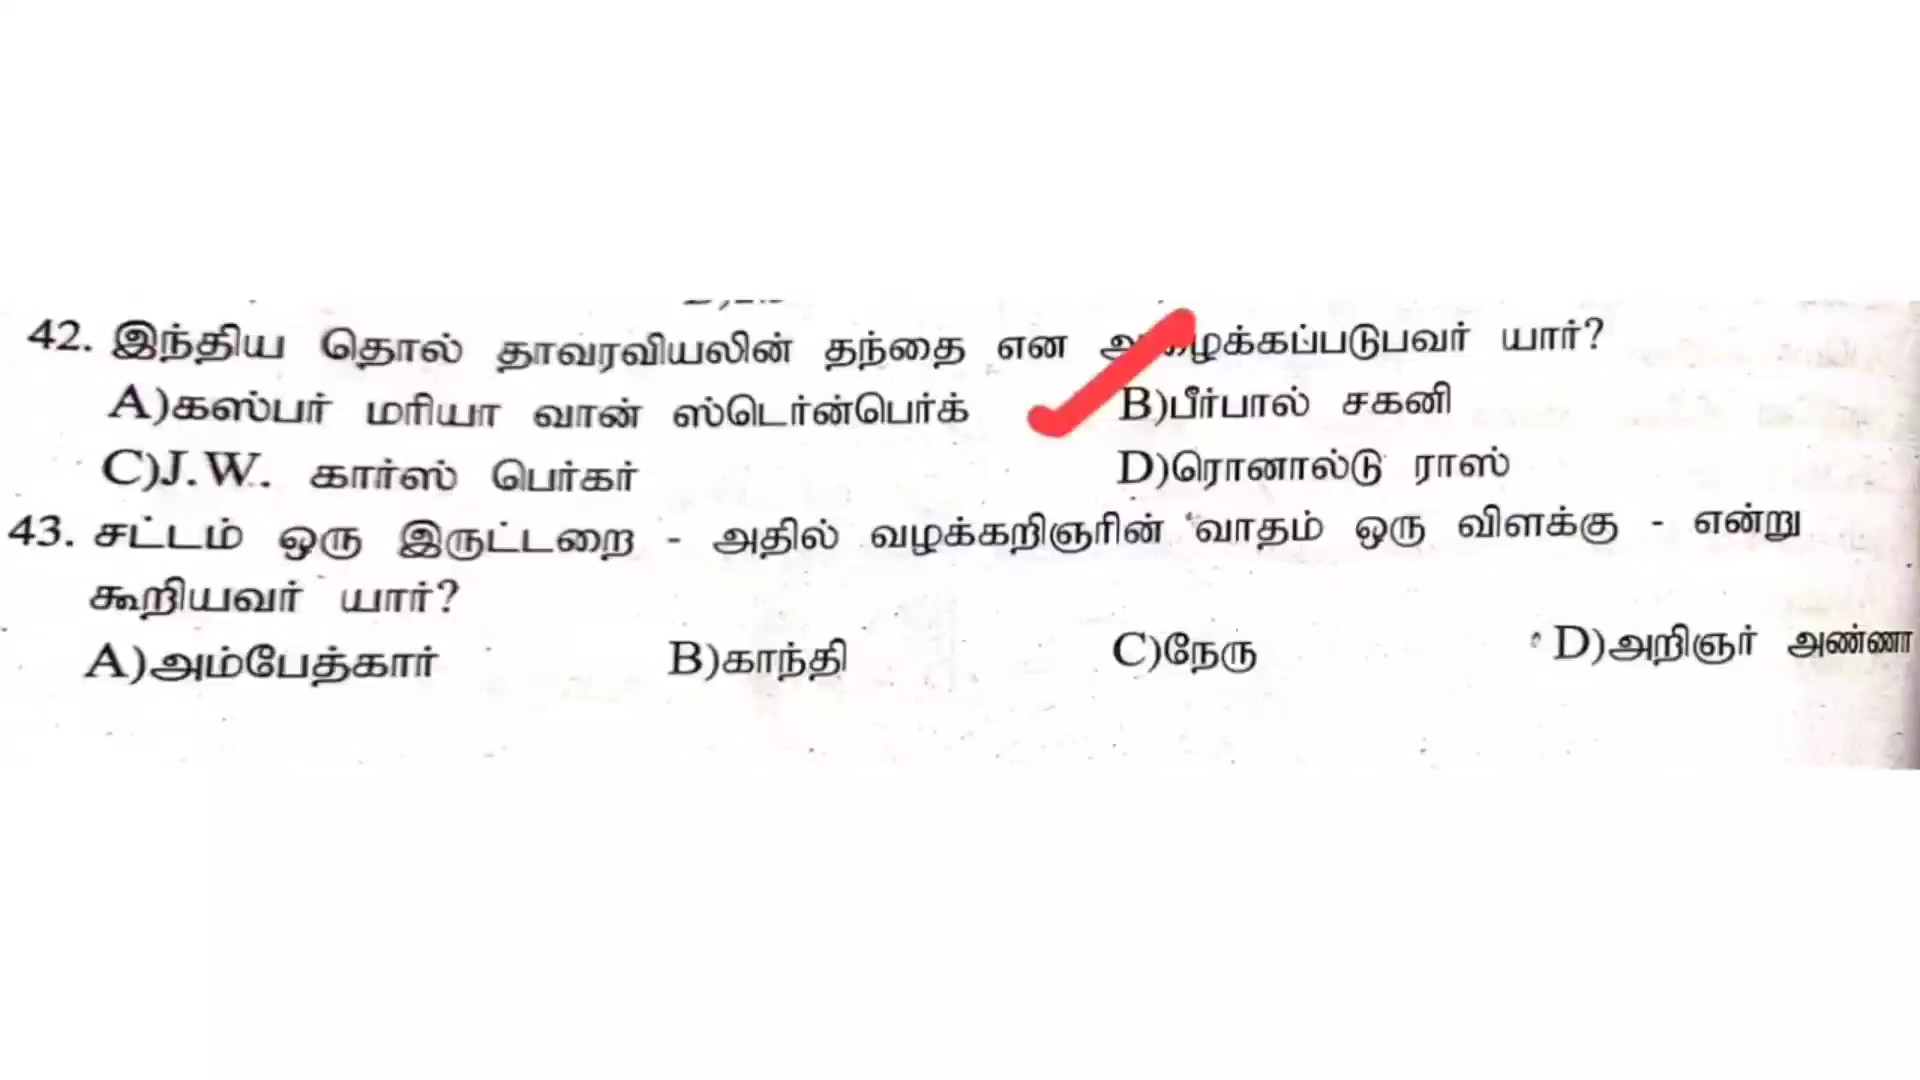 42. இந்திய தொல் தாவரவியலின் தந்தை என அழைக்கப்படுபவர் யார்?
A)கஸ்பர் மரியா வான் ஸ்டெர்ன்பெர்க் B)பீர்பால் சகனி
C)J.W. கார்ஸ் பெர்கர் D)ரொனால்டு ராஸ்
43. சட்டம் ஒரு இருட்டறை - அதில் வழக்கறிஞரின் வாதம் ஒரு விளக்கு - என்று
கூறியவர் யார்?
A)அம்பேத்கார் B)காந்தி C)நேரு D)அறிஞர் அண்ணா